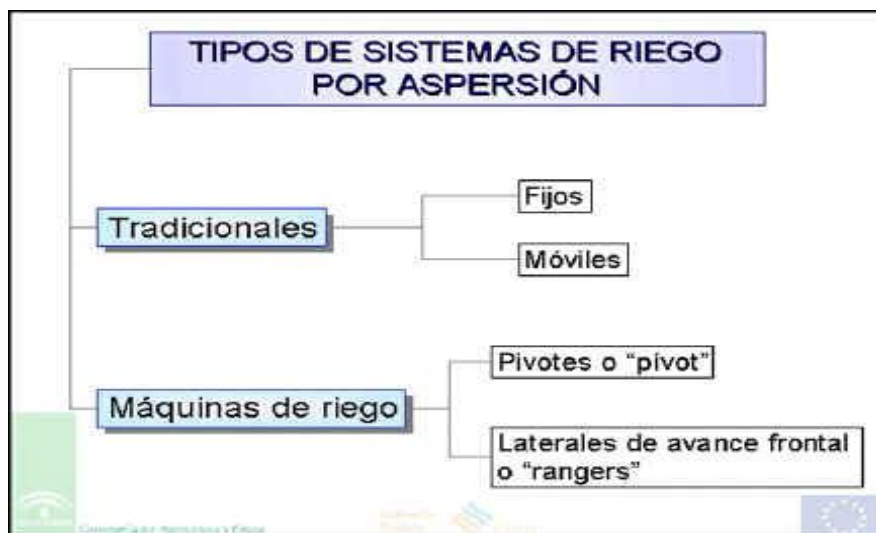 TIPOS DE SISTEMAS DE RIEGO
POR ASPERSIÓN
Tradicionales
Fijos
Móviles
Máquinas de riego
Pivotes o “pívot”
Laterales de avance frontal
o “rangers”